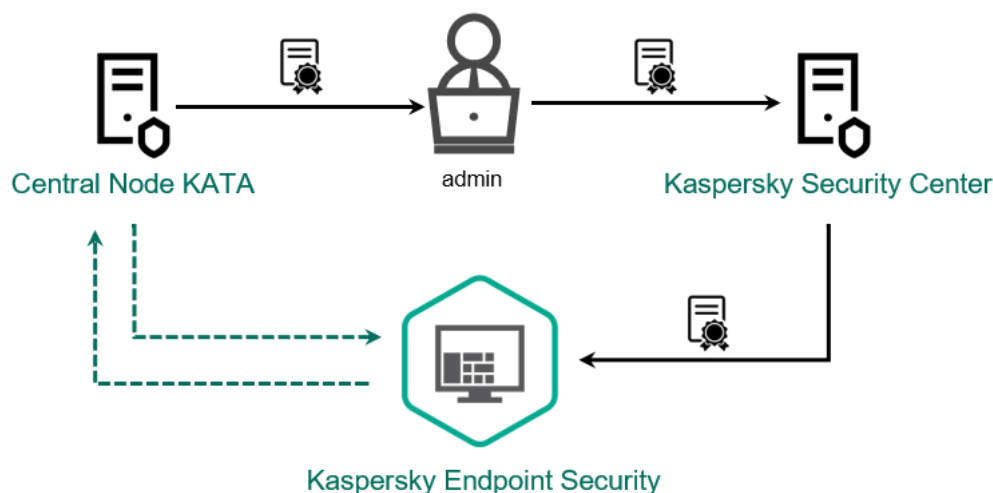 Central Node KATA
admin
Kaspersky Security Center
Kaspersky Endpoint Security